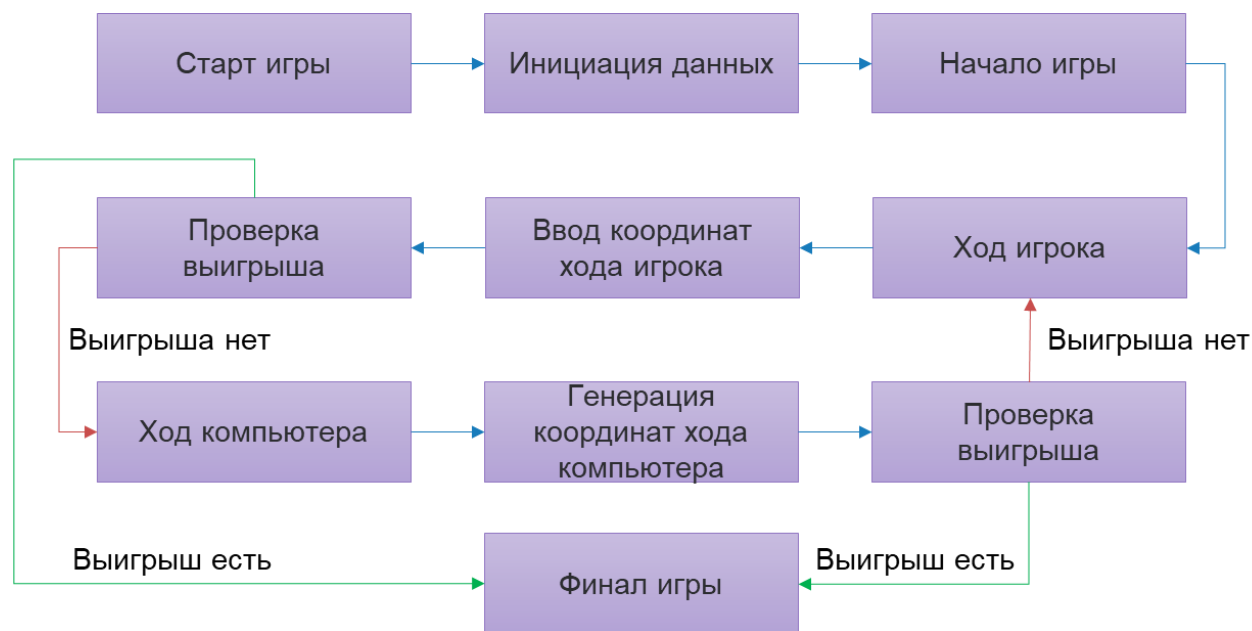 Старт игры
Инициация данных
Начало игры
Проверка
выигрыша
Ввод координат
хода игрока
Ход игрока
Выигрыша нет
Выигрыша нет
Ход компьютера
Генерация
координат хода
компьютера
Проверка
выигрыша
Выигрыш есть
Финал игры
Выигрыш есть